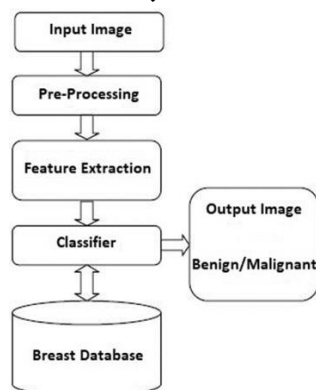 Input Image
Pre-Processing
Feature Extraction
Classifier
Output Image
Benign/Malignant
Breast Database